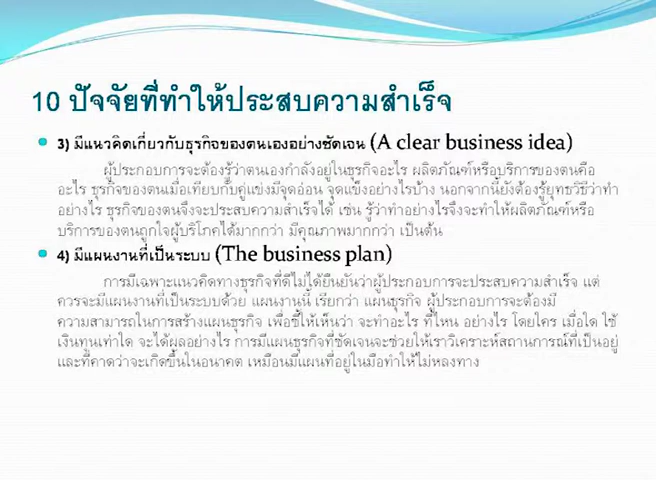 10 ปัจจัยที่ทำให้ประสบความสำเร็จ
3) มีแนวคิดเกี่ยวกับธุรกิจของตนเองอย่างชัดเจน (A clear business idea)
ผู้ประกอบการจะต้องรู้ว่าตนเองกำลังอยู่ในธุรกิจอะไร ผลิตภัณฑ์หรือบริการของตนคือ
อะไร ธุรกิจของตนเมื่อเทียบกับคู่แข่งมีจุดอ่อน จุดแข็งอย่างไรบ้าง นอกจากนี้ยังต้องรู้ยุทธวิธีว่าทำ
อย่างไร ธุรกิจของตนจึงจะประสบความสำเร็จได้ เช่น รู้ว่าทำอย่างไรจึงจะทำให้ผลิตภัณฑ์หรือ
บริการของตนถูกใจผู้บริโภคได้มากกว่า มีคุณภาพมากกว่า เป็นต้น
4) มีแผนงานที่เป็นระบบ (The business plan)
การมีเฉพาะแนวคิดทางธุรกิจที่ดีไม่ได้ยืนยันว่าผู้ประกอบการจะประสบความสำเร็จ แต่
ควรจะมีแผนงานที่เป็นระบบด้วย แผนงานนี้ เรียกว่า แผนธุรกิจ ผู้ประกอบการจะต้องมี
ความสามารถในการสร้างแผนธุรกิจ เพื่อชี้ให้เห็นว่า จะทำอะไร ที่ไหน อย่างไร โดยใคร เมื่อใด ใช้
เงินทุนเท่าใด จะได้ผลอย่างไร การมีแผนธุรกิจที่ชัดเจนจะช่วยให้เราวิเคราะห์สถานการณ์ที่เป็นอยู่
และที่คาดว่าจะเกิดขึ้นในอนาคต เหมือนมีแผนที่อยู่ในมือทำให้ไม่หลงทาง